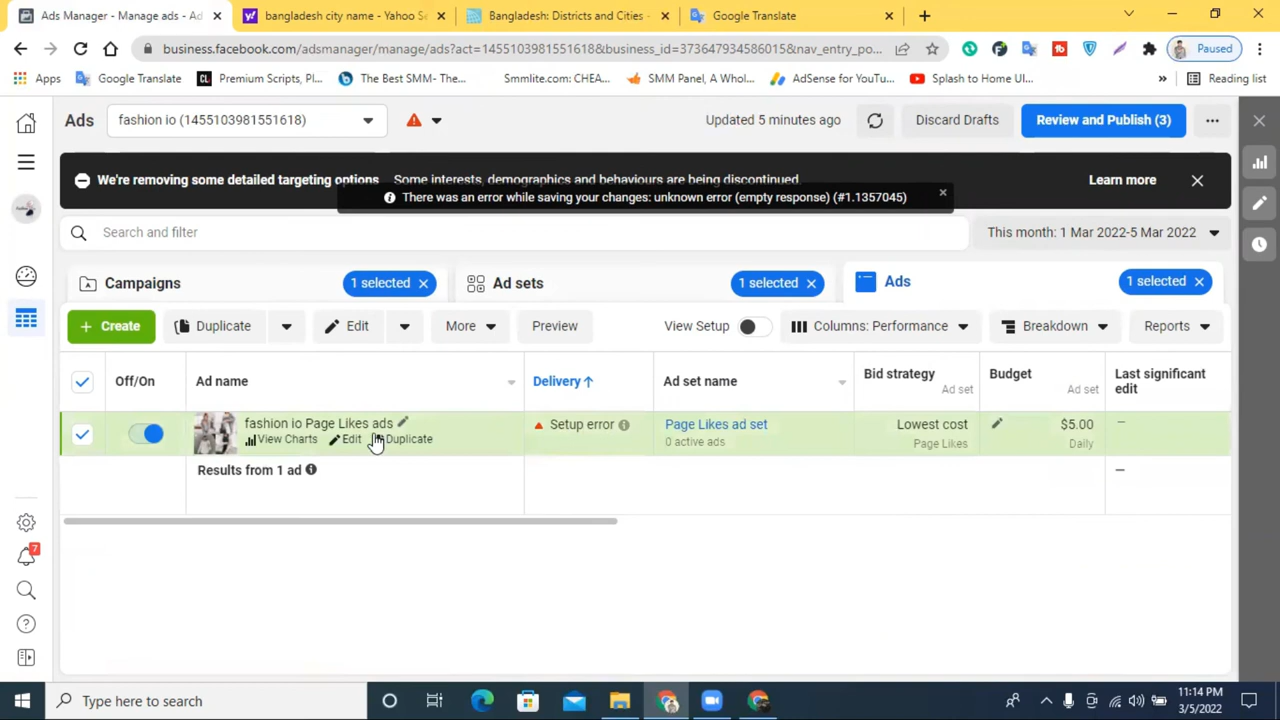 Ads Manager - Manage ads - Ad
bangladesh city name - Yahoo Se
Bangladesh: Districts and Cities -
Google Translate
business.facebook.com/adsmanager/manage/ads?act=1455103981551618&business_id=373647934586015&nav_entry_po...
Paused
Apps
Google Translate
Premium Scripts, Pl...
The Best SMM- The...
Smmlite.com: CHEA...
SMM Panel, A Whol...
AdSense for YouTu...
Splash to Home UI...
»
Reading list
Ads
fashion io (1455103981551618)
Updated 5 minutes ago
Discard Drafts
Review and Publish (3)
We're removing some detailed targeting options
Some interests, demographics and behaviours are being discontinued.
Learn more
There was an error while saving your changes: unknown error (empty response) (#1.1357045)
Search and filter
This month: 1 Mar 2022-5 Mar 2022
Campaigns
1 selected
Ad sets
1 selected
Ads
1 selected
+ Create
Duplicate
Edit
More
Preview
View Setup
Columns: Performance
Breakdown
Reports
Off/On
Ad name
Delivery ↑
Ad set name
Bid strategy
Ad set
Budget
Ad set
Last significant
edit
fashion io Page Likes ads
View Charts
Edit
Duplicate
Setup error
Page Likes ad set
0 active ads
Lowest cost
Page Likes
$5.00
Daily
—
Results from 1 ad
—
7
Type here to search
11:14 PM
3/5/2022